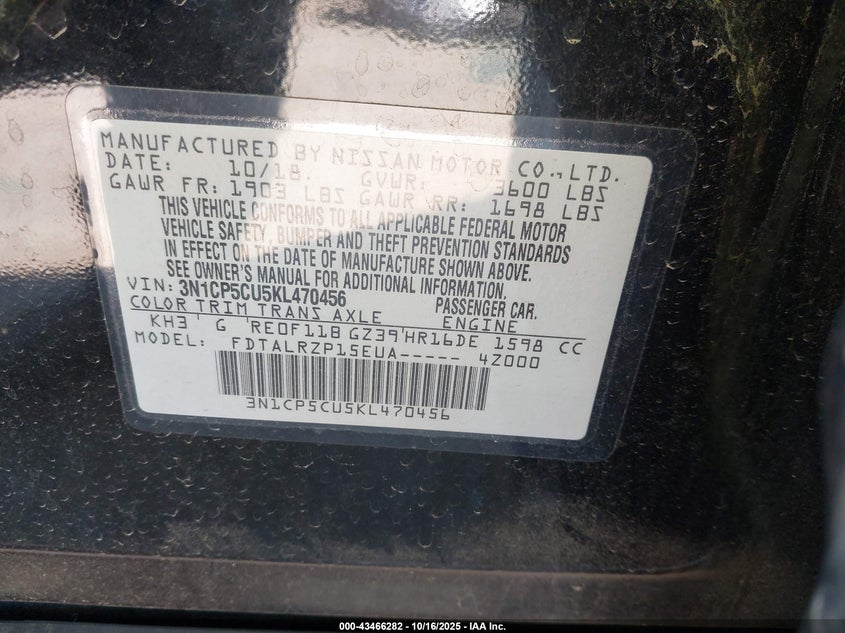 MANUFACTURED BY NISSAN MOTOR CO., LTD.
DATE: 10/18 GVWR: 3600 LBS
GAWR FR: 1903 LBS GAWR RR: 1698 LBS
THIS VEHICLE CONFORMS TO ALL APPLICABLE FEDERAL MOTOR
VEHICLE SAFETY, BUMPER AND THEFT PREVENTION STANDARDS
IN EFFECT ON THE DATE OF MANUFACTURE SHOWN ABOVE.
SEE OWNER'S MANUAL FOR ADDITIONAL INFORMATION.
VIN: 3N1CP5CU5KL470456 PASSENGER CAR.
COLOR TRIM TRANS AXLE ENGINE
KH3 G RE0F11B GZ39 HR16DE 1598 CC
MODEL: FDTALRZP15EUA----- 4Z000
3N1CP5CU5KL470456
000-43466282 - 10/16/2025 - IAA Inc.